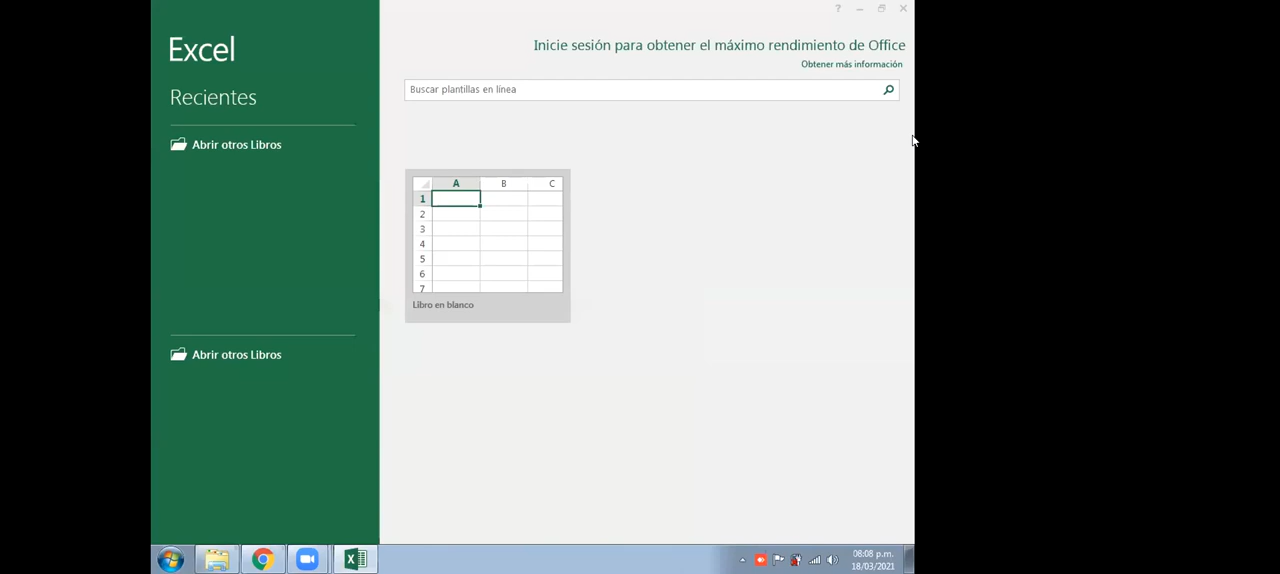 ?
Excel
Inicie sesión para obtener el máximo rendimiento de Office
Obtener más información
Recientes
Buscar plantillas en línea
Abrir otros Libros
A B C
1
2
3
4
5
6
7
Libro en blanco
Abrir otros Libros
08:08 p.m.
18/03/2021